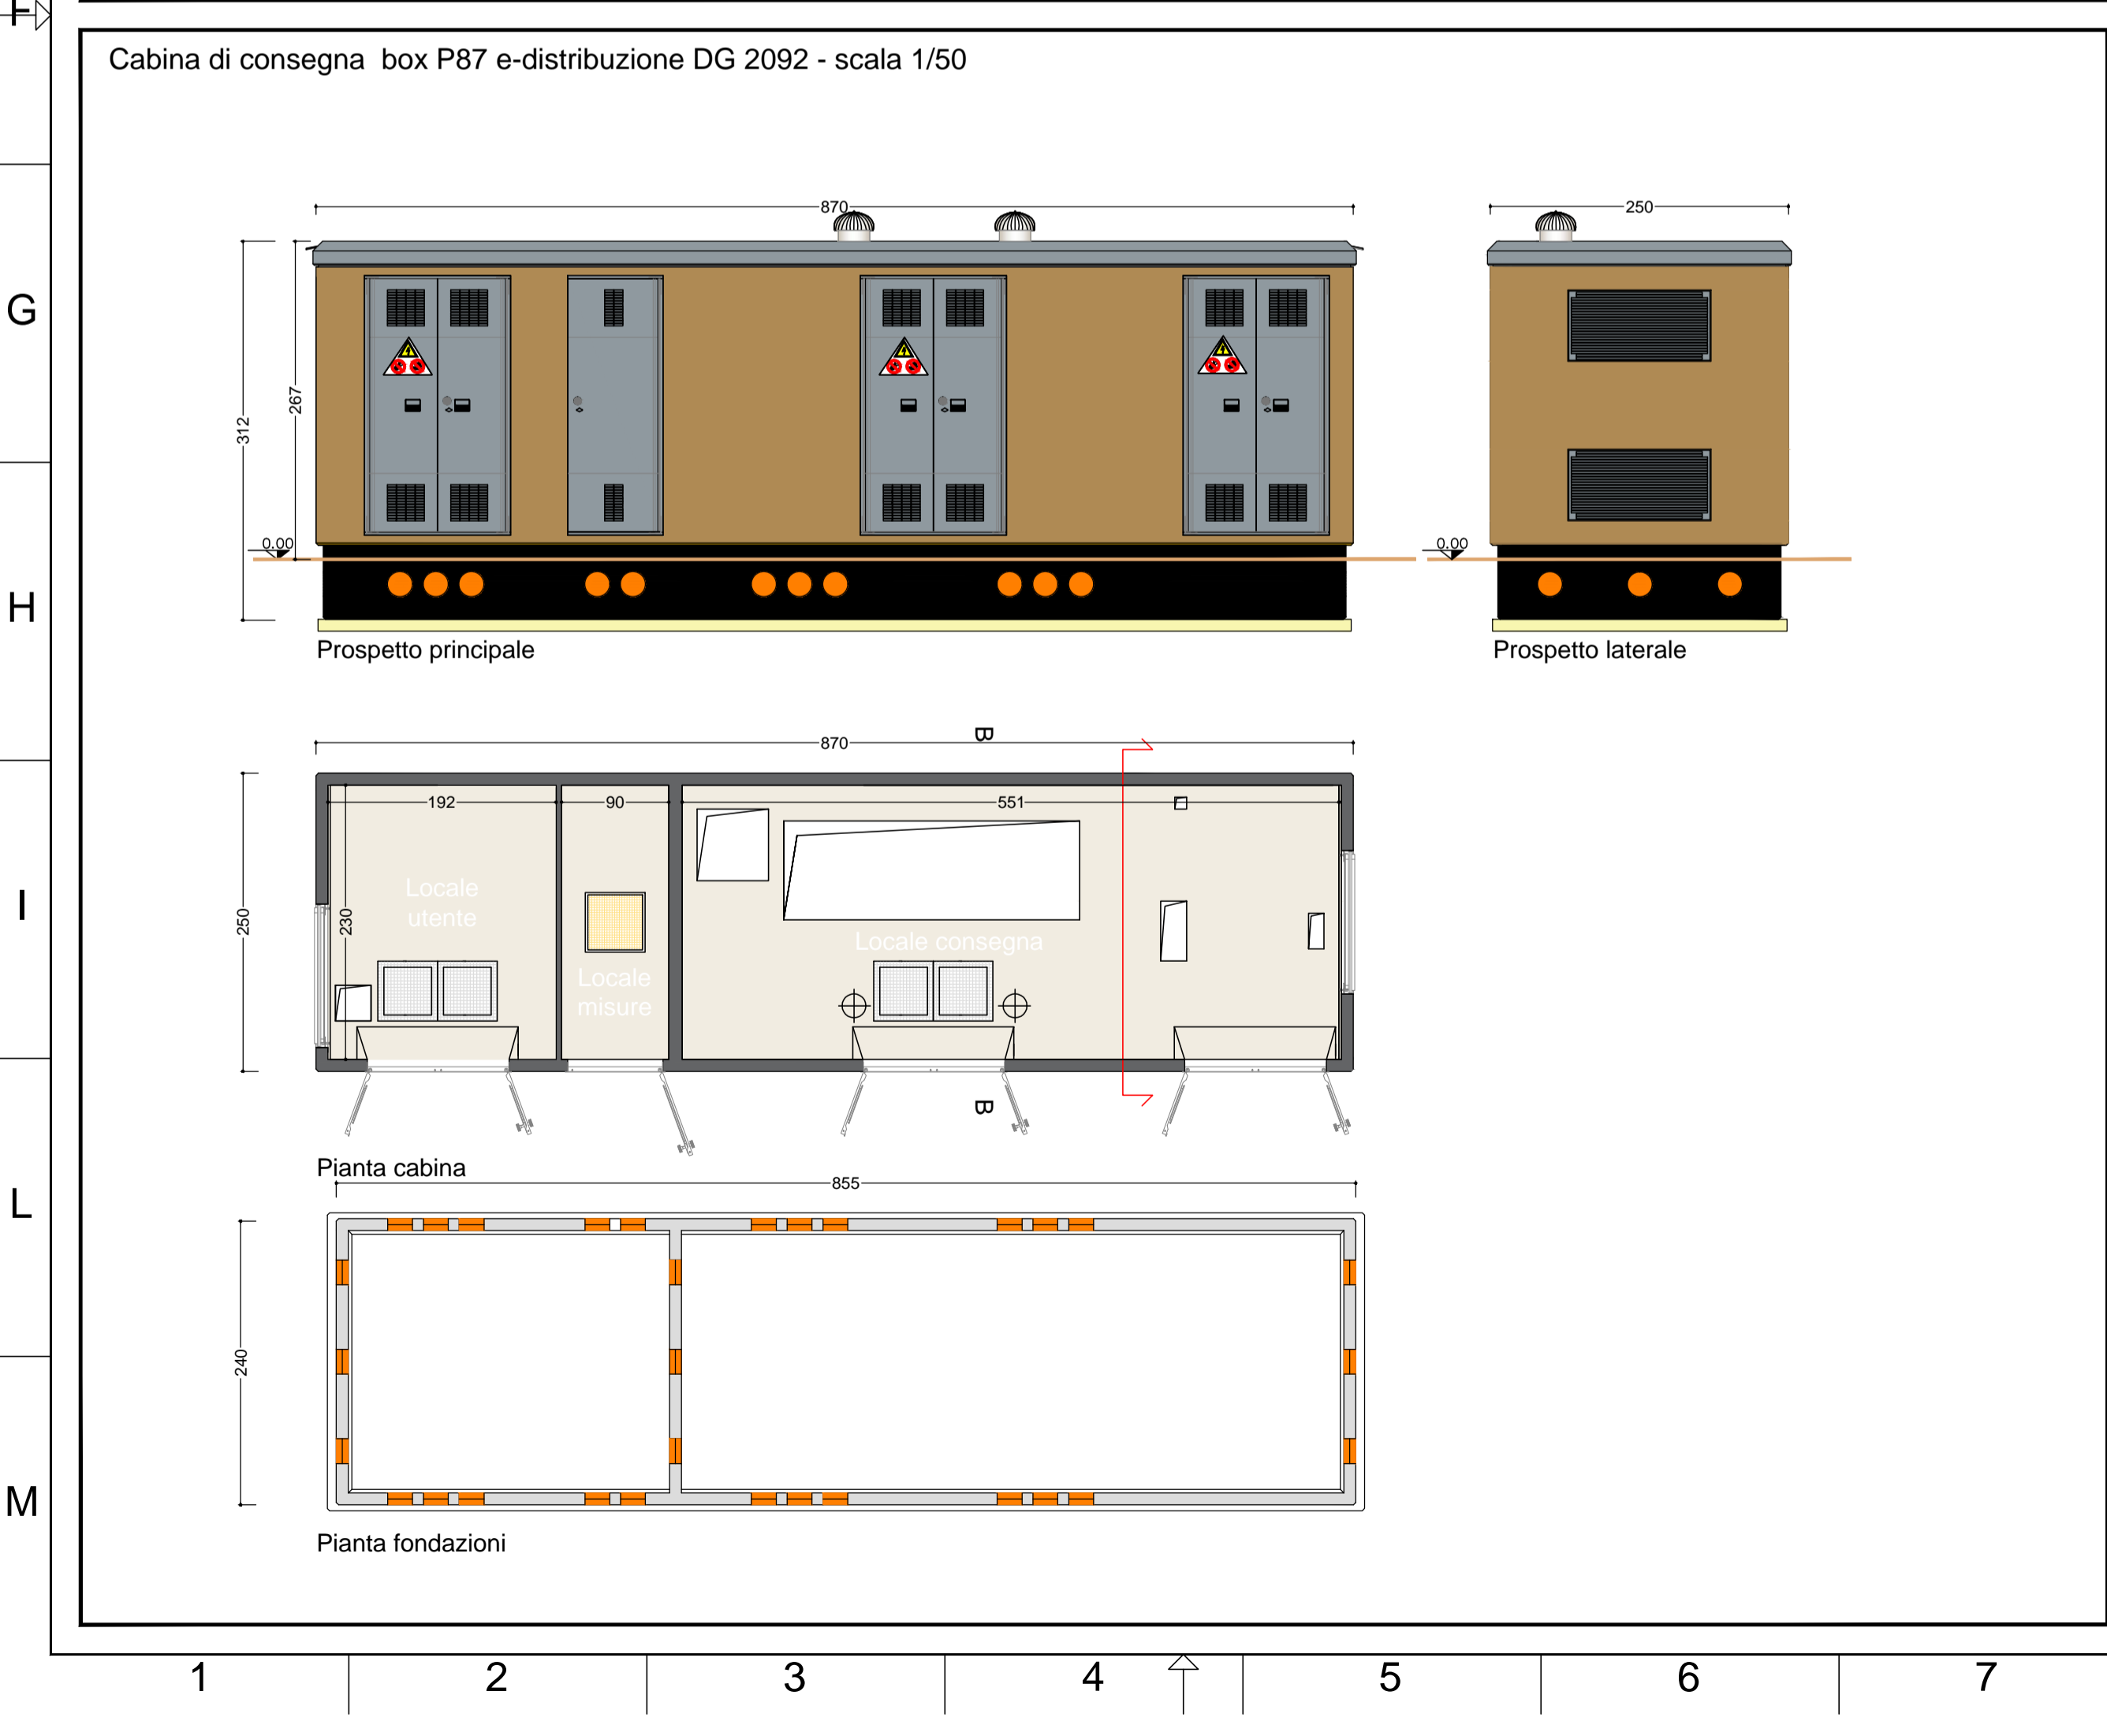 F
Cabina di consegna  box P87 e-distribuzione DG 2092 - scala 1/50
870
250
G
312
267
0.00
0.00
H
Prospetto principale
Prospetto laterale
B
870
192
90
551
I
250
230
Locale
utente
Locale consegna
Locale
misure
B
Pianta cabina
L
855
240
M
Pianta fondazioni
1
2
3
4
5
6
7